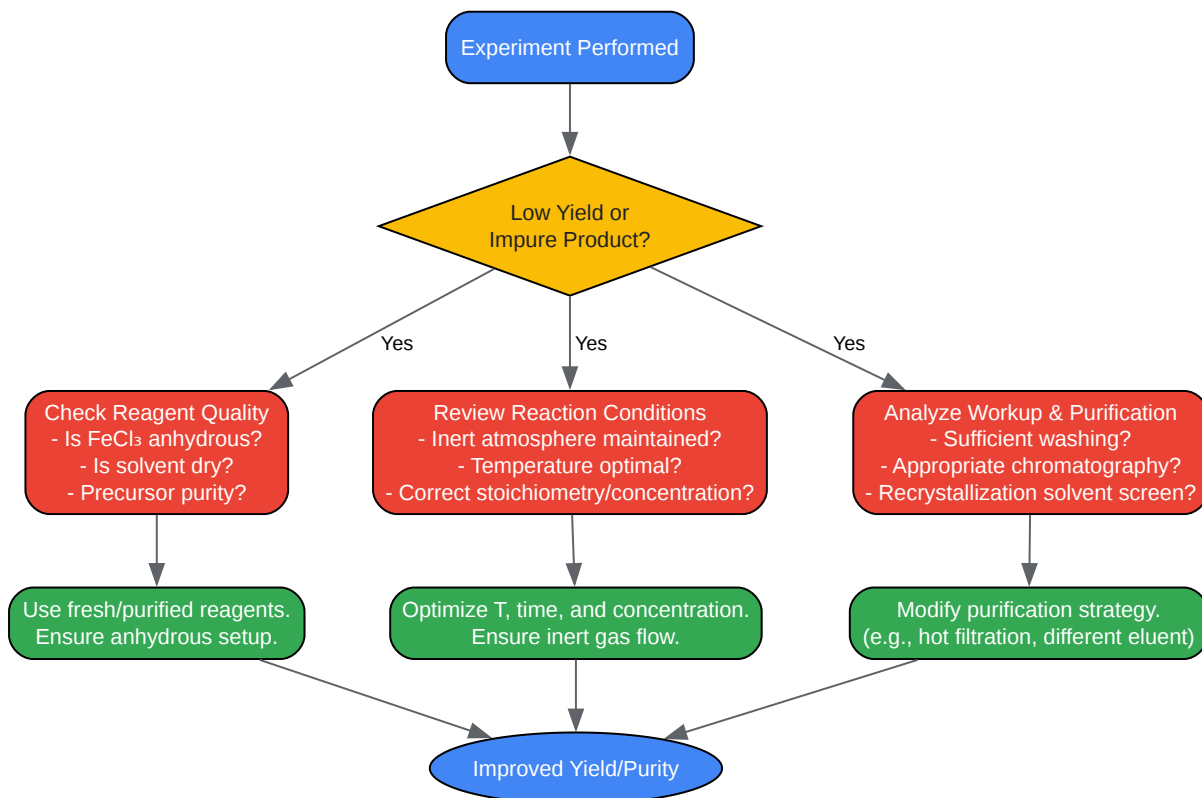 Experiment Performed
Low Yield or
Impure Product?
Yes
Yes
Yes
Check Reagent Quality
- Is FeCl₃ anhydrous?
- Is solvent dry?
- Precursor purity?
Review Reaction Conditions
- Inert atmosphere maintained?
- Temperature optimal?
- Correct stoichiometry/concentration?
Analyze Workup & Purification
- Sufficient washing?
- Appropriate chromatography?
- Recrystallization solvent screen?
Use fresh/purified reagents.
Ensure anhydrous setup.
Optimize T, time, and concentration.
Ensure inert gas flow.
Modify purification strategy.
(e.g., hot filtration, different eluent)
Improved Yield/Purity